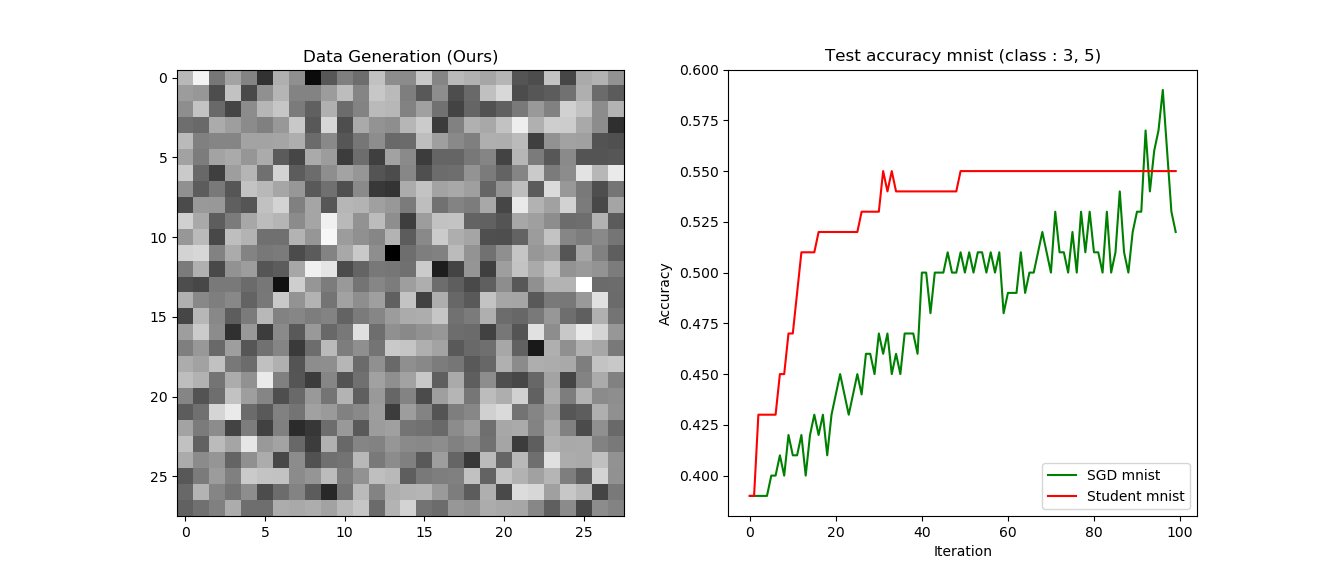 Data Generation (Ours)
0
5
10
15
20
25
0 5 10 15 20 25
Test accuracy mnist (class : 3, 5)
Accuracy
0.600
0.575
0.550
0.525
0.500
0.475
0.450
0.425
0.400
SGD mnist
Student mnist
0 20 40 60 80 100
Iteration